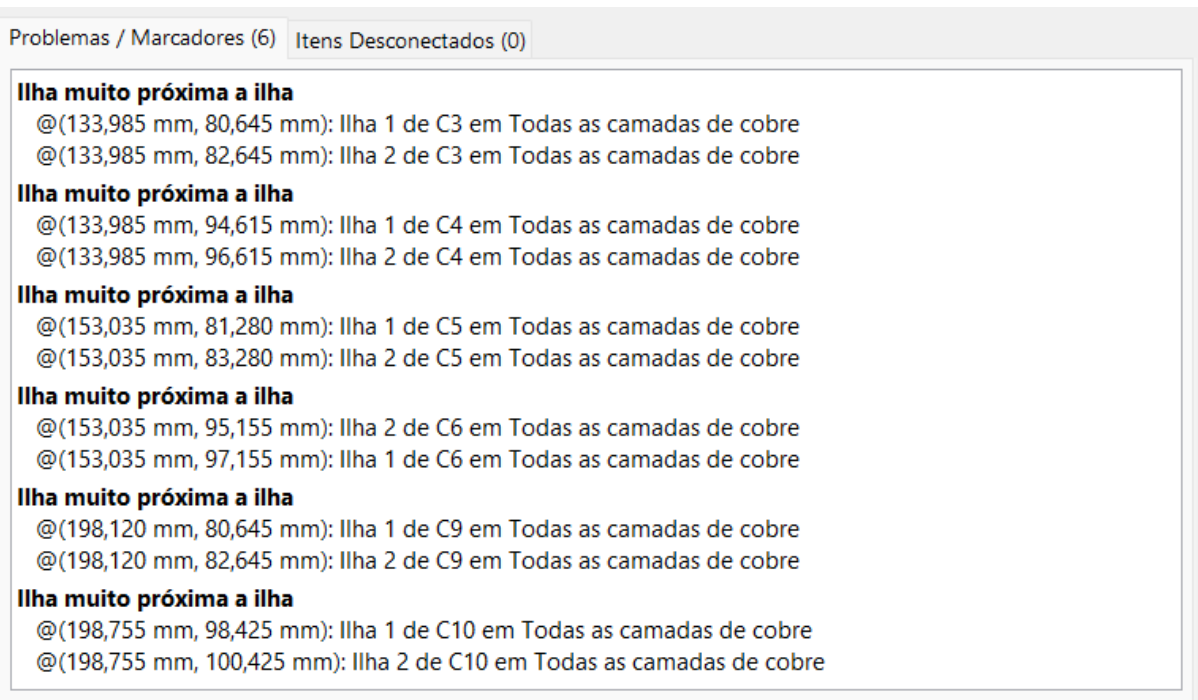 Problemas / Marcadores (6) Itens Desconectados (0)
Ilha muito próxima a ilha
@(133,985 mm, 80,645 mm): Ilha 1 de C3 em Todas as camadas de cobre
@(133,985 mm, 82,645 mm): Ilha 2 de C3 em Todas as camadas de cobre
Ilha muito próxima a ilha
@(133,985 mm, 94,615 mm): Ilha 1 de C4 em Todas as camadas de cobre
@(133,985 mm, 96,615 mm): Ilha 2 de C4 em Todas as camadas de cobre
Ilha muito próxima a ilha
@(153,035 mm, 81,280 mm): Ilha 1 de C5 em Todas as camadas de cobre
@(153,035 mm, 83,280 mm): Ilha 2 de C5 em Todas as camadas de cobre
Ilha muito próxima a ilha
@(153,035 mm, 95,155 mm): Ilha 2 de C6 em Todas as camadas de cobre
@(153,035 mm, 97,155 mm): Ilha 1 de C6 em Todas as camadas de cobre
Ilha muito próxima a ilha
@(198,120 mm, 80,645 mm): Ilha 1 de C9 em Todas as camadas de cobre
@(198,120 mm, 82,645 mm): Ilha 2 de C9 em Todas as camadas de cobre
Ilha muito próxima a ilha
@(198,755 mm, 98,425 mm): Ilha 1 de C10 em Todas as camadas de cobre
@(198,755 mm, 100,425 mm): Ilha 2 de C10 em Todas as camadas de cobre